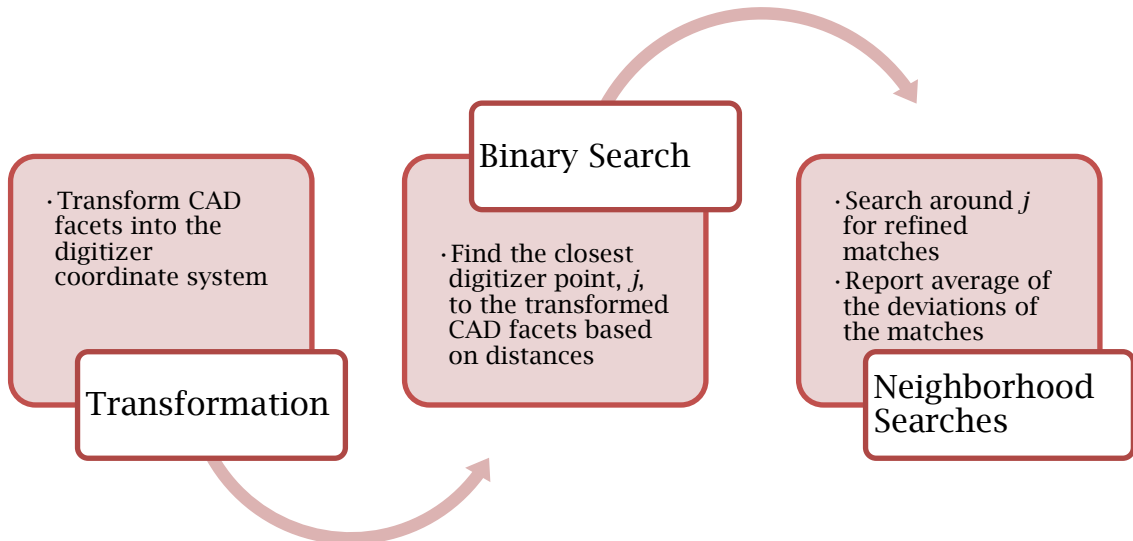 · Transform CAD
facets into the
digitizer
coordinate system
Transformation
Binary Search
· Find the closest
digitizer point, j,
to the transformed
CAD facets based
on distances
· Search around j
for refined
matches
· Report average of
the deviations of
the matches
Neighborhood
Searches